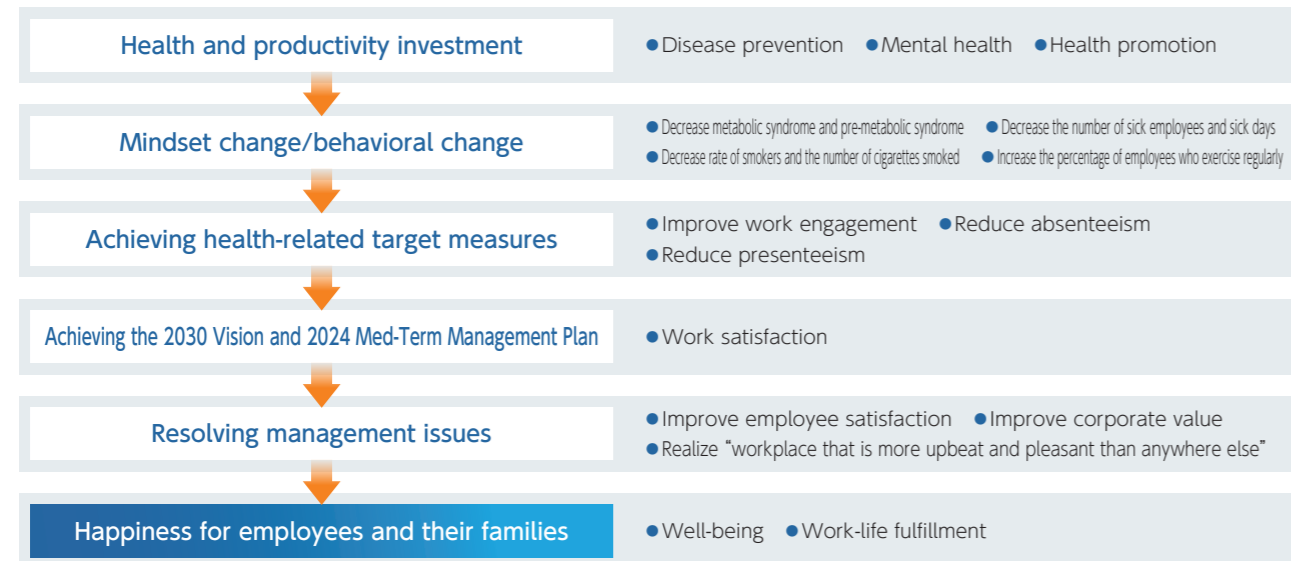 Health and productivity investment
●Disease prevention ●Mental health ●Health promotion
Mindset change/behavioral change
●Decrease metabolic syndrome and pre-metabolic syndrome ●Decrease the number of sick employees and sick days
●Decrease rate of smokers and the number of cigarettes smoked ●Increase the percentage of employees who exercise regularly
Achieving health-related target measures
●Improve work engagement ●Reduce absenteeism
●Reduce presenteeism
Achieving the 2030 Vision and 2024 Med-Term Management Plan
●Work satisfaction
Resolving management issues
●Improve employee satisfaction ●Improve corporate value
●Realize “workplace that is more upbeat and pleasant than anywhere else”
Happiness for employees and their families
●Well-being ●Work-life fulfillment